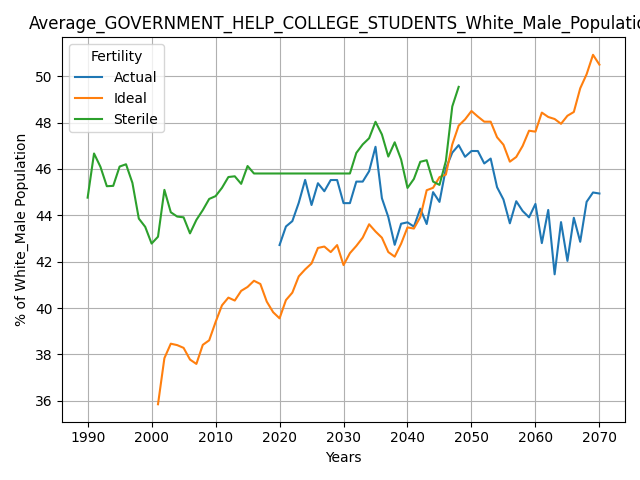 Average_GOVERNMENT_HELP_COLLEGE_STUDENTS_White_Male_Populatio
Fertility
Actual
Ideal
Sterile
% of White_Male Population
50
48
46
44
42
40
38
36
1990 2000 2010 2020 2030 2040 2050 2060 2070
Years